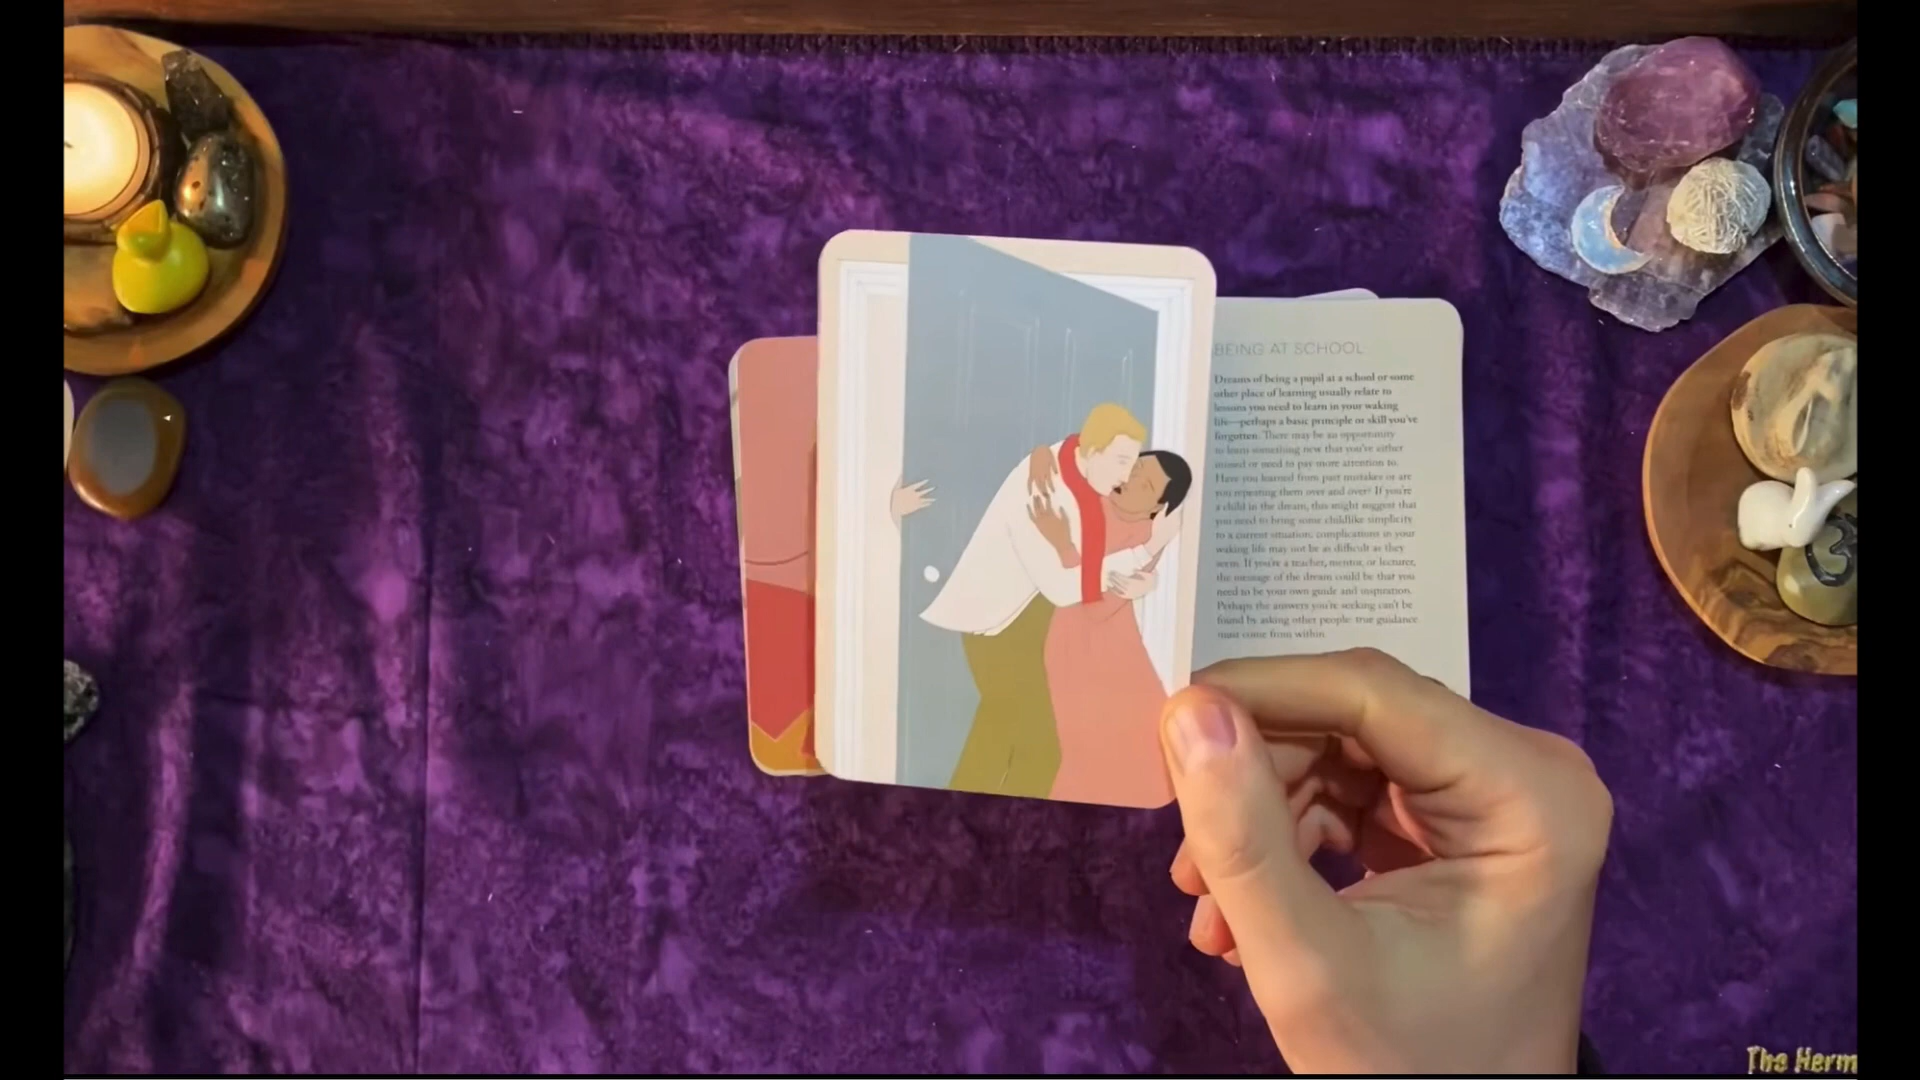 BEING AT SCHOOL
Dreams of being a pupil at a school or some
other place of learning usually relate to
lessons you need to learn in your waking
life—perhaps a basic principle or skill you've
forgotten. There may be an opportunity
to learn something new that you've either
missed or need to pay more attention to.
Have you learned from past mistakes or are
you repeating them over and over? If you're
a child in the dream, this might suggest that
you need to bring some childlike simplicity
to a current situation; complications in your
waking life may not be as difficult as they
seem. If you're a teacher, mentor, or lecturer,
the message of the dream could be that you
need to be your own guide and inspiration.
Perhaps the answers you're seeking can't be
found by asking other people: true guidance
must come from within.
The Herm